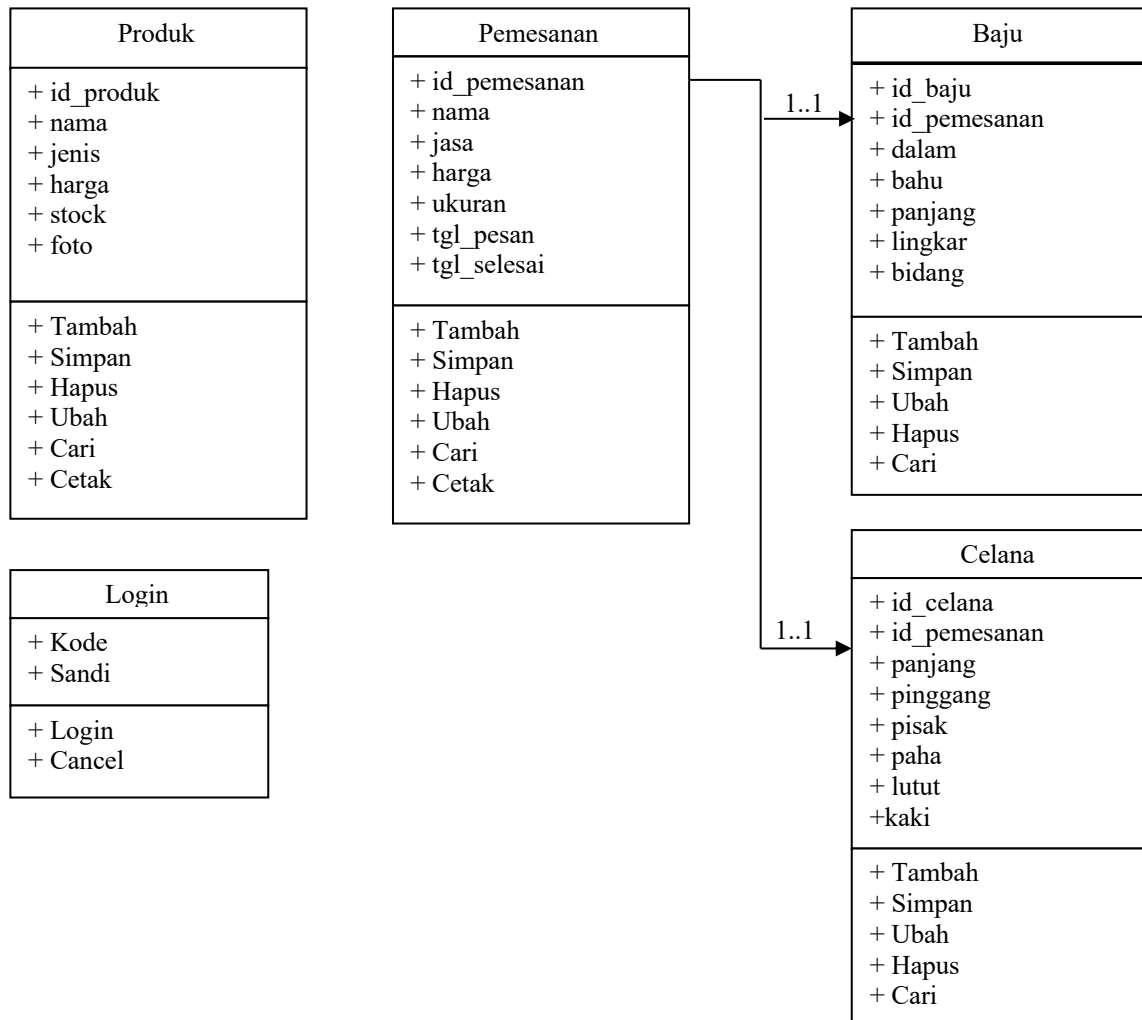 Produk
+ id_produk
+ nama
+ jenis
+ harga
+ stock
+ foto
+ Tambah
+ Simpan
+ Hapus
+ Ubah
+ Cari
+ Cetak
Pemesanan
+ id_pemesanan
+ nama
+ jasa
+ harga
+ ukuran
+ tgl_pesan
+ tgl_selesai
+ Tambah
+ Simpan
+ Hapus
+ Ubah
+ Cari
+ Cetak
1..1
Baju
+ id_baju
+ id_pemesanan
+ dalam
+ bahu
+ panjang
+ lingkar
+ bidang
+ Tambah
+ Simpan
+ Ubah
+ Hapus
+ Cari
Login
+ Kode
+ Sandi
+ Login
+ Cancel
1..1
Celana
+ id_celana
+ id_pemesanan
+ panjang
+ pinggang
+ pisak
+ paha
+ lutut
+kaki
+ Tambah
+ Simpan
+ Ubah
+ Hapus
+ Cari